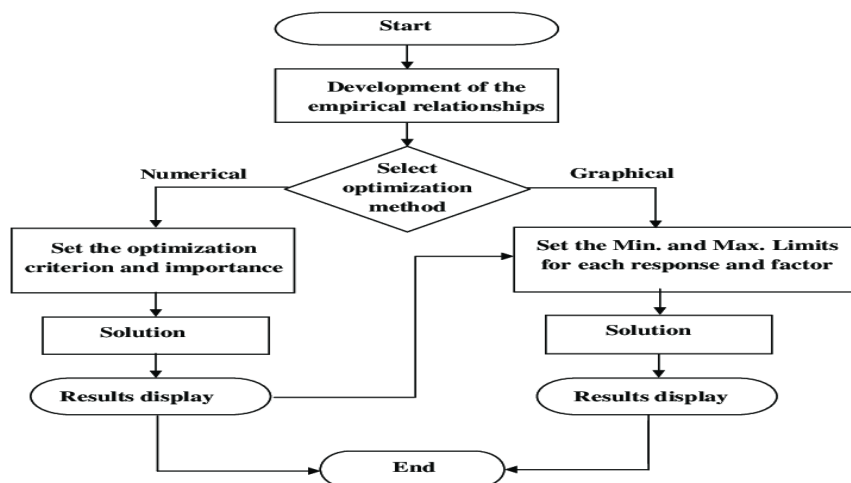 Start
Development of the
empirical relationships
Select
optimization
method
Numerical
Graphical
Set the optimization
criterion and importance
Set the Min. and Max. Limits
for each response and factor
Solution
Solution
Results display
Results display
End